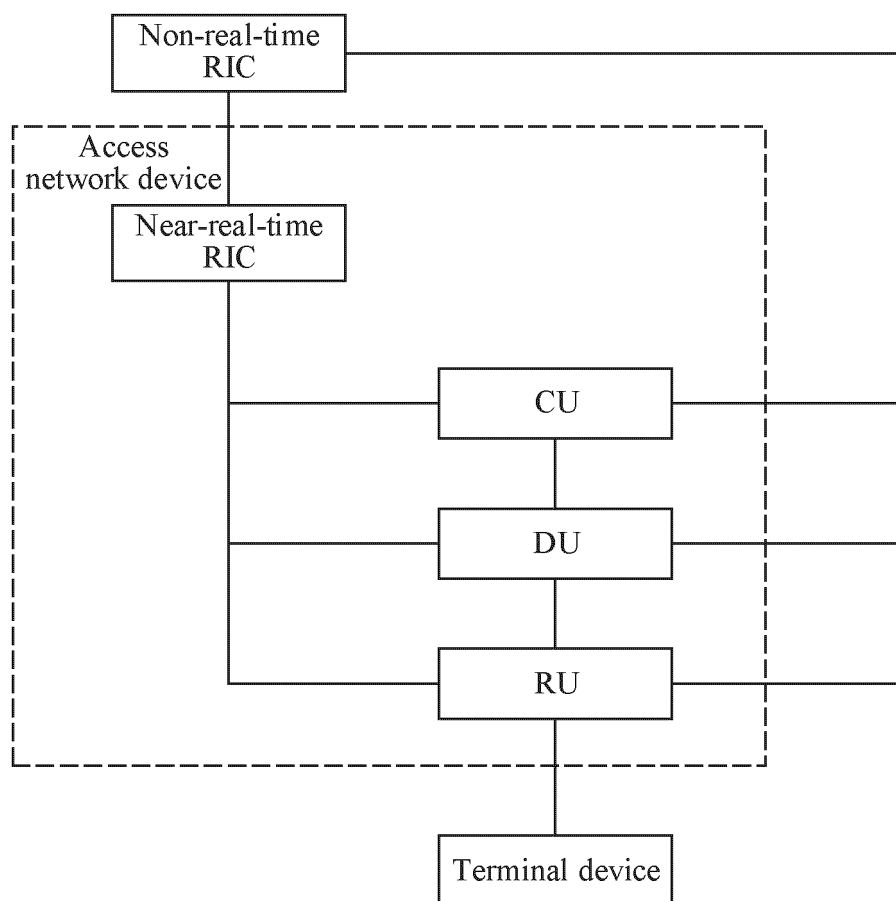 Non-real-time
RIC
Access
network device
Near-real-time
RIC
CU
DU
RU
Terminal device